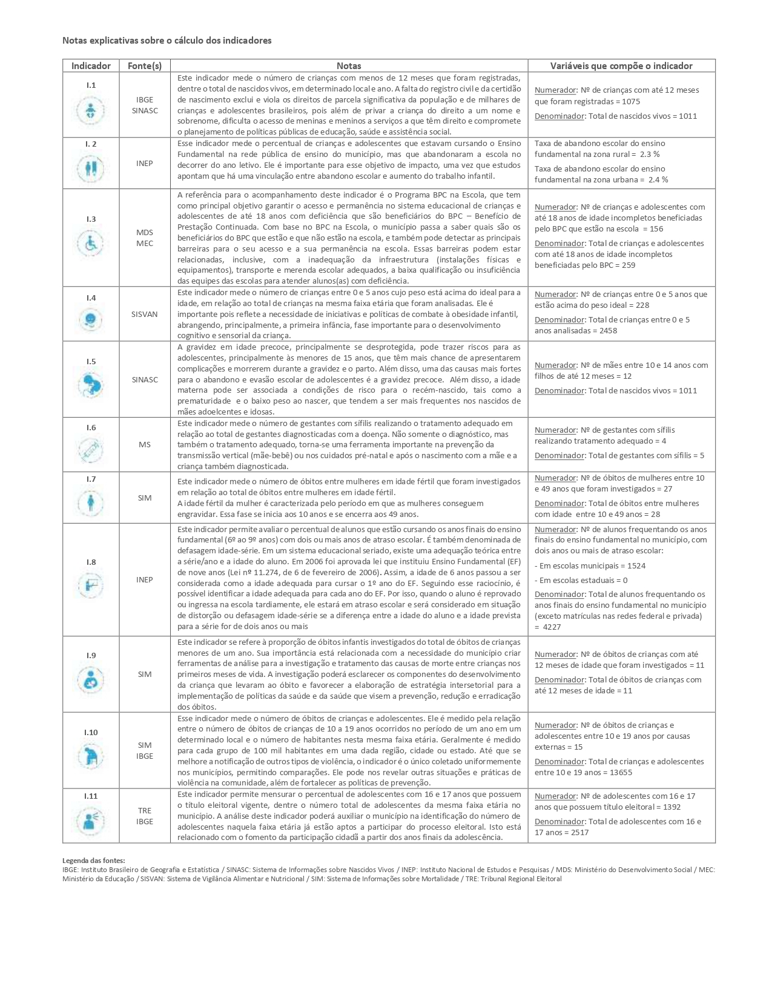 Notas explicativas sobre o cálculo dos indicadores
Indicador Fonte(s) Notas Variáveis que compõe o indicador
I.1
IBGE
SINASC
Este indicador mede o número de crianças com menos de 12 meses que foram registradas,
dentre o total de nascidos vivos, em determinado local e ano. A falta do registro civil e da certidão
de nascimento exclui e viola os direitos de parcela significativa da população e de milhares de
crianças e adolescentes brasileiros, pois além de privar a criança do direito a um nome e
sobrenome, dificulta o acesso de meninas e meninos a serviços a que têm direito e compromete
o planejamento de políticas públicas de educação, saúde e assistência social.
Numerador: Nº de crianças com até 12 meses
que foram registradas = 1075
Denominador: Total de nascidos vivos = 1011
I. 2
INEP
Esse indicador mede o percentual de crianças e adolescentes que estavam cursando o Ensino
Fundamental na rede pública de ensino do município, mas que abandonaram a escola no
decorrer do ano letivo. Ele é importante para esse objetivo de impacto, uma vez que estudos
apontam que há uma vinculação entre abandono escolar e aumento do trabalho infantil.
Taxa de abandono escolar do ensino
fundamental na zona rural = 2.3 %
Taxa de abandono escolar do ensino
fundamental na zona urbana = 2.4 %
I.3
MDS
MEC
A referência para o acompanhamento deste indicador é o Programa BPC na Escola, que tem
como principal objetivo garantir o acesso e permanência no sistema educacional de crianças e
adolescentes de até 18 anos com deficiência que são beneficiários do BPC – Benefício de
Prestação Continuada. Com base no BPC na Escola, o município passa a saber quais são os
beneficiários do BPC que estão e que não estão na escola, e também pode detectar as principais
barreiras para o seu acesso e a sua permanência na escola. Essas barreiras podem estar
relacionadas, inclusive, com a inadequação da infraestrutura (instalações físicas e
equipamentos), transporte e merenda escolar adequados, a baixa qualificação ou insuficiência
das equipes das escolas para atender alunos(as) com deficiência.
Numerador: Nº de crianças e adolescentes com
até 18 anos de idade incompletos beneficiadas
pelo BPC que estão na escola = 156
Denominador: Total de crianças e adolescentes
com até 18 anos de idade incompletos
beneficiadas pelo BPC = 259
I.4
SISVAN
Este indicador mede o número de crianças entre 0 e 5 anos cujo peso está acima do ideal para a
idade, em relação ao total de crianças na mesma faixa etária que foram analisadas. Ele é
importante pois reflete a necessidade de iniciativas e políticas de combate à obesidade infantil,
abrangendo, principalmente, a primeira infância, fase importante para o desenvolvimento
cognitivo e sensorial da criança.
Numerador: Nº de crianças entre 0 e 5 anos que
estão acima do peso ideal = 228
Denominador: Total de crianças entre 0 e 5
anos analisadas = 2458
I.5
SINASC
A gravidez em idade precoce, principalmente se desprotegida, pode trazer riscos para as
adolescentes, principalmente às menores de 15 anos, que têm mais chance de apresentarem
complicações e morrerem durante a gravidez e o parto. Além disso, uma das causas mais fortes
para o abandono e evasão escolar de adolescentes é a gravidez precoce. Além disso, a idade
materna pode ser associada a condições de risco para o recém-nascido, tais como a
prematuridade e o baixo peso ao nascer, que tendem a ser mais frequentes nos nascidos de
mães adoelcentes e idosas.
Numerador: Nº de mães entre 10 e 14 anos com
filhos de até 12 meses = 12
Denominador: Total de nascidos vivos = 1011
I.6
MS
Este indicador mede o número de gestantes com sífilis realizando o tratamento adequado em
relação ao total de gestantes diagnosticadas com a doença. Não somente o diagnóstico, mas
também o tratamento adequado, torna-se uma ferramenta importante na prevenção da
transmissão vertical (mãe-bebê) ou nos cuidados pré-natal e após o nascimento com a mãe e a
criança também diagnosticada.
Numerador: Nº de gestantes com sífilis
realizando tratamento adequado = 4
Denominador: Total de gestantes com sífilis = 5
I.7
SIM
Este indicador mede o número de óbitos entre mulheres em idade fértil que foram investigados
em relação ao total de óbitos entre mulheres em idade fértil.
A idade fértil da mulher é caracterizada pelo período em que as mulheres conseguem
engravidar. Essa fase se inicia aos 10 anos e se encerra aos 49 anos.
Numerador: Nº de óbitos de mulheres entre 10
e 49 anos que foram investigados = 27
Denominador: Total de óbitos entre mulheres
com idade entre 10 e 49 anos = 28
I.8
INEP
Este indicador permite avaliar o percentual de alunos que estão cursando os anos finais do ensino
fundamental (6º ao 9º anos) com dois ou mais anos de atraso escolar. É também denominada de
defasagem idade-série. Em um sistema educacional seriado, existe uma adequação teórica entre
a série/ano e a idade do aluno. Em 2006 foi aprovada lei que instituiu Ensino Fundamental (EF)
de nove anos (Lei nº 11.274, de 6 de fevereiro de 2006). Assim, a idade de 6 anos passou a ser
considerada como a idade adequada para cursar o 1º ano do EF. Seguindo esse raciocínio, é
possível identificar a idade adequada para cada ano do EF. Por isso, quando o aluno é reprovado
ou ingressa na escola tardiamente, ele estará em atraso escolar e será considerado em situação
de distorção ou defasagem idade-série se a diferença entre a idade do aluno e a idade prevista
para a série for de dois anos ou mais
Numerador: Nº de alunos frequentando os anos
finais do ensino fundamental no município, com
dois anos ou mais de atraso escolar:
- Em escolas municipais = 1524
- Em escolas estaduais = 0
Denominador: Total de alunos frequentando os
anos finais do ensino fundamental no município
(exceto matrículas nas redes federal e privada)
= 4227
I.9
SIM
Este indicador se refere à proporção de óbitos infantis investigados do total de óbitos de crianças
menores de um ano. Sua importância está relacionada com a necessidade do município criar
ferramentas de análise para a investigação e tratamento das causas de morte entre crianças nos
primeiros meses de vida. A investigação poderá esclarecer os componentes do desenvolvimento
da criança que levaram ao óbito e favorecer a elaboração de estratégia intersetorial para a
implementação de políticas da saúde e da saúde que visem a prevenção, redução e erradicação
dos óbitos.
Numerador: Nº de óbitos de crianças com até
12 meses de idade que foram investigados = 11
Denominador: Total de óbitos de crianças com
até 12 meses de idade = 11
I.10
SIM
IBGE
Esse indicador mede o número de óbitos de crianças e adolescentes. Ele é medido pela relação
entre o número de óbitos de crianças de 10 a 19 anos ocorridos no período de um ano em um
determinado local e o número de habitantes nesta mesma faixa etária. Geralmente é medido
para cada grupo de 100 mil habitantes em uma dada região, cidade ou estado. Até que se
melhore a notificação de outros tipos de violência, o indicador é o único coletado uniformemente
nos municípios, permitindo comparações. Ele pode nos revelar outras situações e práticas de
violência na comunidade, além de fortalecer as políticas de prevenção.
Numerador: Nº de óbitos de crianças e
adolescentes entre 10 e 19 anos por causas
externas = 15
Denominador: Total de crianças e adolescentes
entre 10 e 19 anos = 13655
I.11
TRE
IBGE
Este indicador permite mensurar o percentual de adolescentes com 16 e 17 anos que possuem
o título eleitoral vigente, dentre o número total de adolescentes da mesma faixa etária no
município. A análise deste indicador poderá auxiliar o município na identificação do número de
adolescentes naquela faixa etária já estão aptos a participar do processo eleitoral. Isto está
relacionado com o fomento da participação cidadã a partir dos anos finais da adolescência.
Numerador: Nº de adolescentes com 16 e 17
anos que possuem título eleitoral = 1392
Denominador: Total de adolescentes com 16 e
17 anos = 2517
Legenda das fontes:
IBGE: Instituto Brasileiro de Geografia e Estatística / SINASC: Sistema de Informações sobre Nascidos Vivos / INEP: Instituto Nacional de Estudos e Pesquisas / MDS: Ministério do Desenvolvimento Social / MEC:
Ministério da Educação / SISVAN: Sistema de Vigilância Alimentar e Nutricional / SIM: Sistema de Informações sobre Mortalidade / TRE: Tribunal Regional Eleitoral